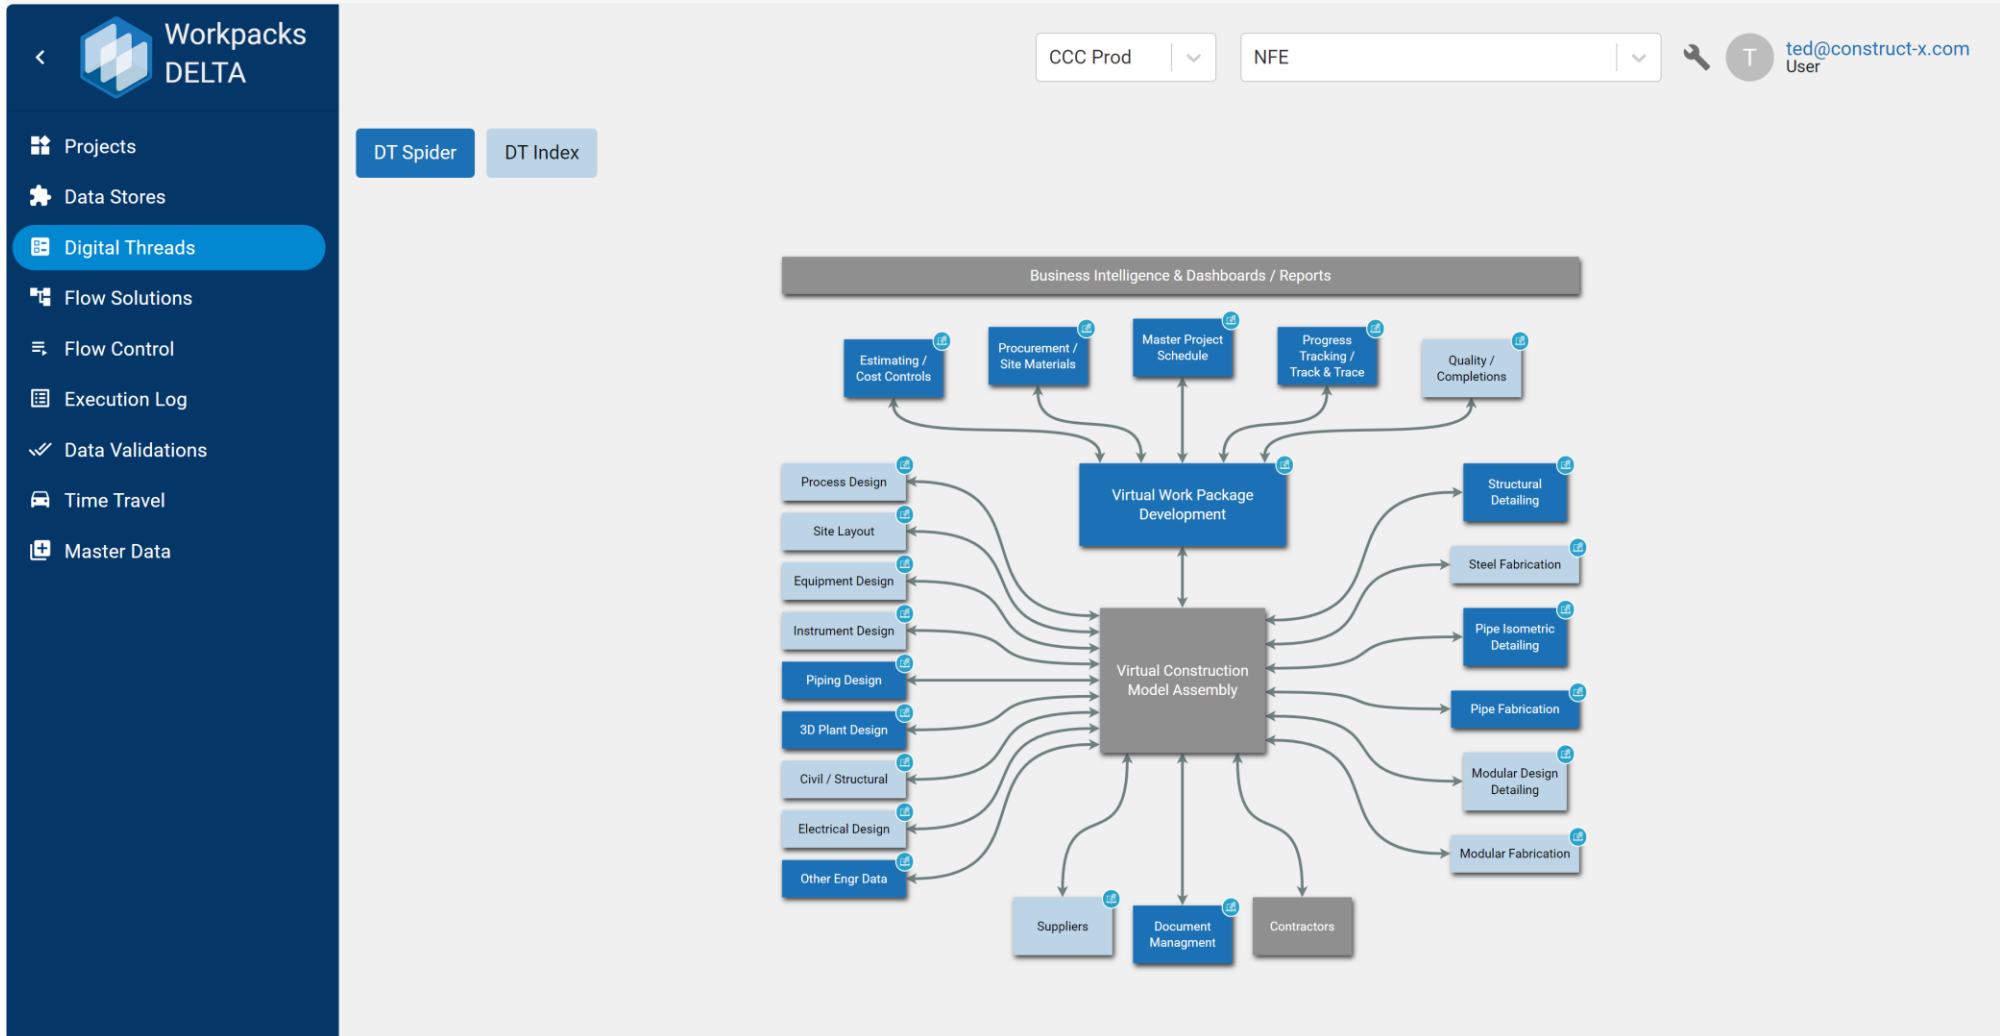 Workpacks
DELTA
CCC Prod
NFE
T
ted@construct-x.com
User
Projects
Data Stores
Digital Threads
Flow Solutions
Flow Control
Execution Log
Data Validations
Time Travel
Master Data
DT Spider
DT Index
Business Intelligence & Dashboards / Reports
Estimating /
Cost Controls
Procurement /
Site Materials
Master Project
Schedule
Progress
Tracking /
Track & Trace
Quality /
Completions
Virtual Work Package
Development
Process Design
Site Layout
Equipment Design
Instrument Design
Piping Design
3D Plant Design
Civil / Structural
Electrical Design
Other Engr Data
Virtual Construction
Model Assembly
Structural
Detailing
Steel Fabrication
Pipe Isometric
Detailing
Pipe Fabrication
Modular Design
Detailing
Modular Fabrication
Suppliers
Document
Managment
Contractors